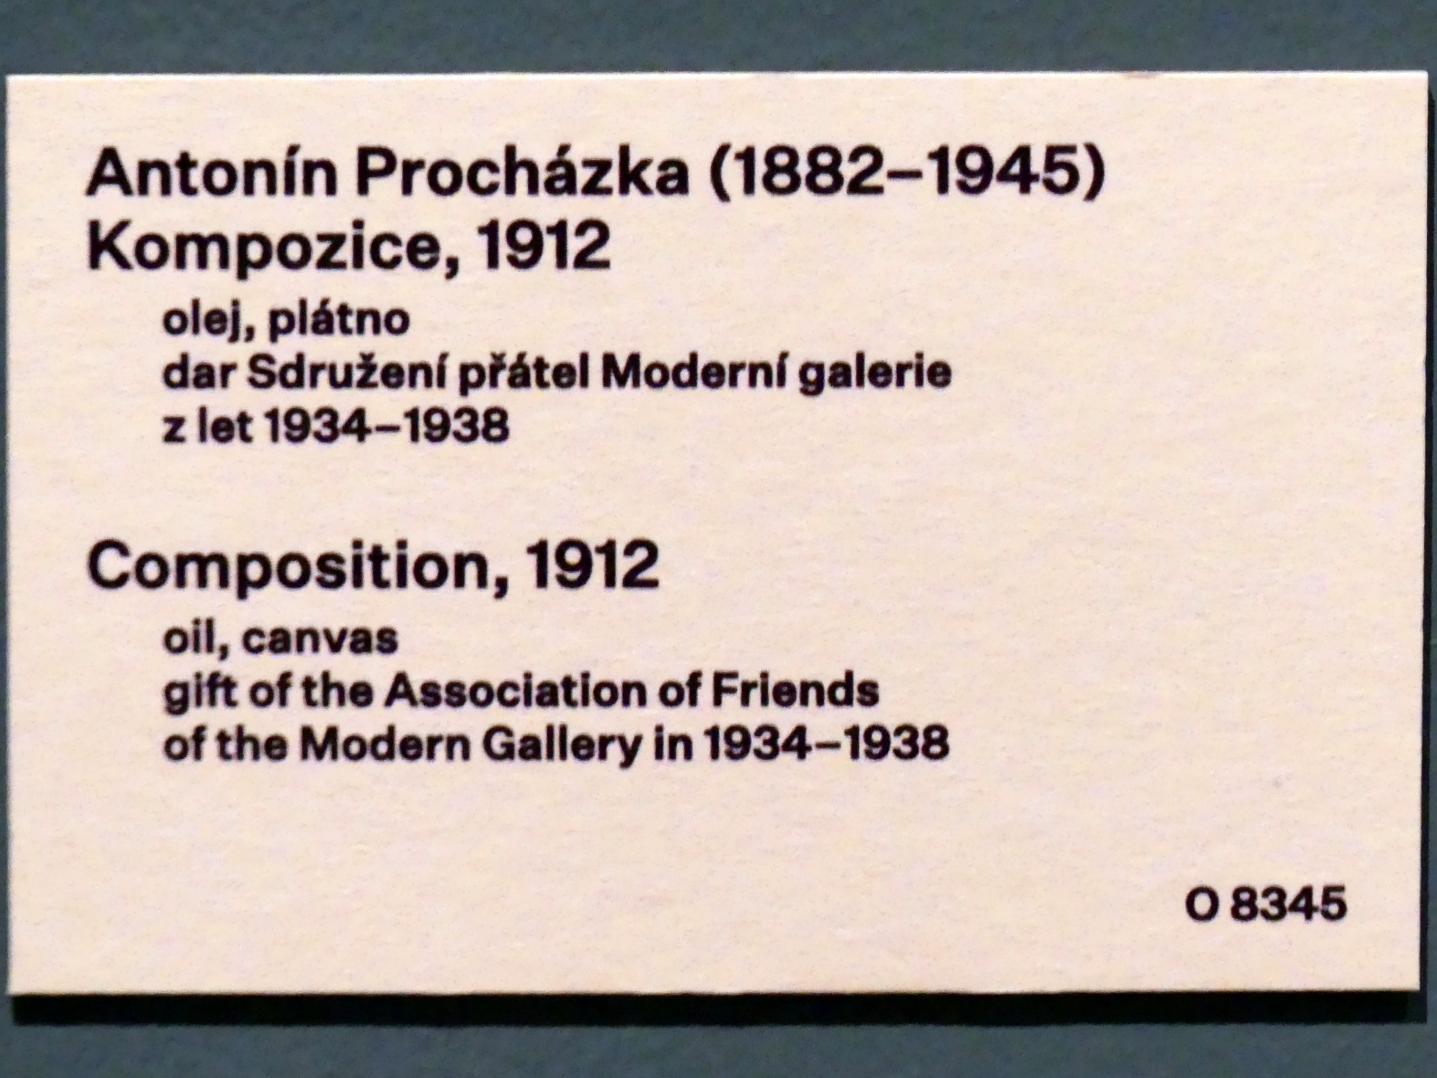 Antonín Procházka (1882–1945)
Kompozice, 1912
olej, plátno
dar Sdružení přátel Moderní galerie
z let 1934–1938
Composition, 1912
oil, canvas
gift of the Association of Friends
of the Modern Gallery in 1934–1938
O 8345